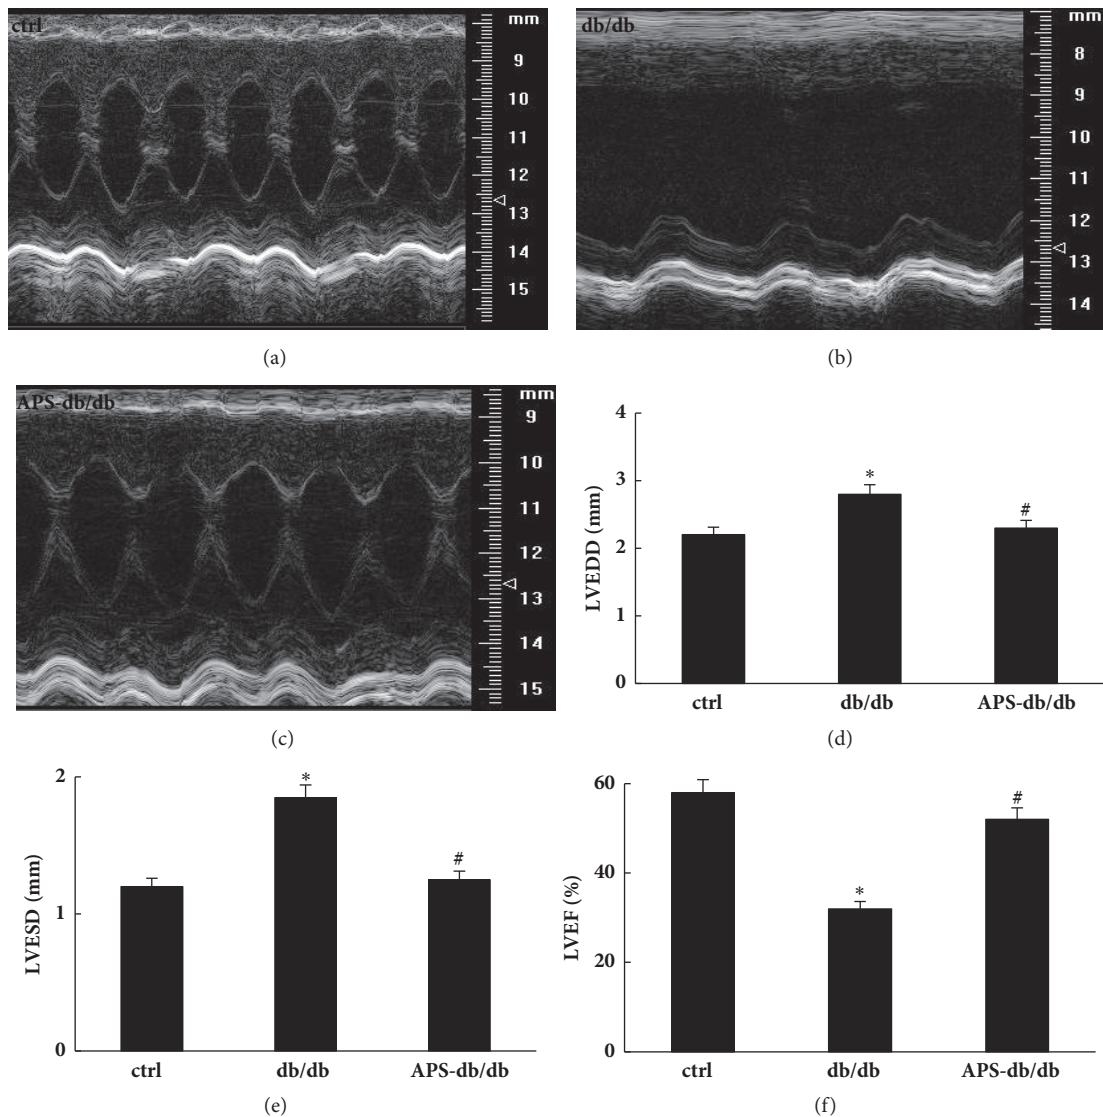 ctrl
mm
9
10
11
12
13
14
15
(a)
db/db
mm
8
9
10
11
12
13
14
(b)
APS-db/db
mm
9
10
11
12
13
14
15
(c)
LVEDD (mm)
4
3
2
1
0
*
#
ctrl db/db APS-db/db
(d)
LVESD (mm)
2
1
0
*
#
ctrl db/db APS-db/db
(e)
LVEF (%)
60
40
20
0
*
#
ctrl db/db APS-db/db
(f)